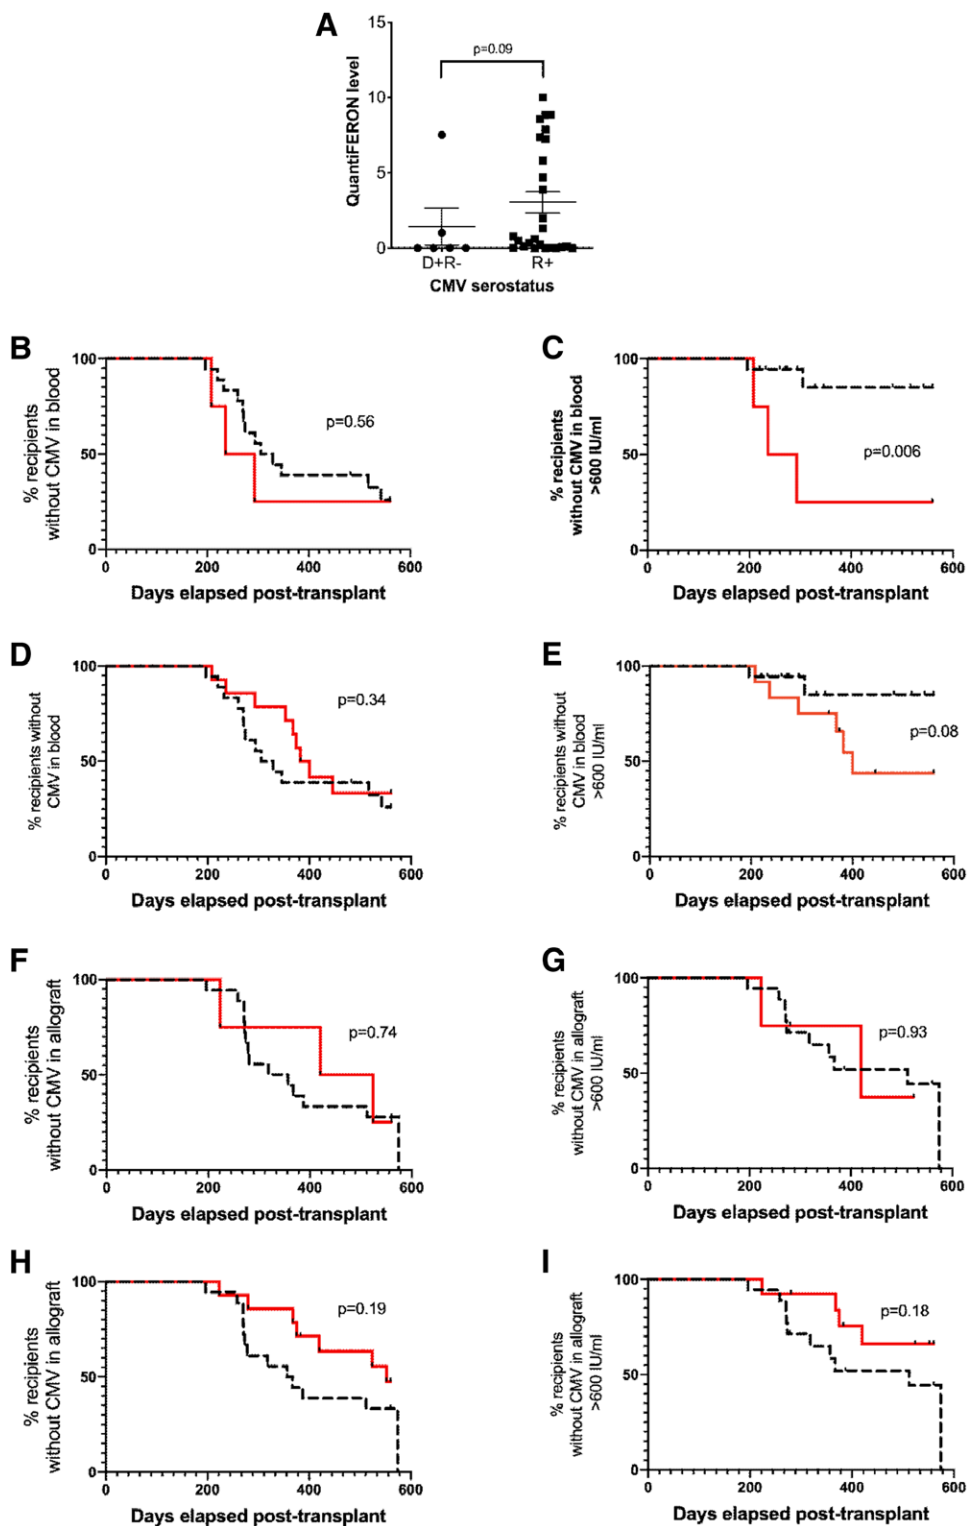 A
QuantiFERON level
15
10
5
0
p=0.09
D+R-
R+
CMV serostatus
B
% recipients
without CMV in blood
100
50
0
p=0.56
0
200
400
600
Days elapsed post-transplant
C
% recipients
without CMV in blood
>600 IU/ml
100
50
0
p=0.006
0
200
400
600
Days elapsed post-transplant
D
% recipients without
CMV in blood
100
50
0
p=0.34
0
200
400
600
Days elapsed post-transplant
E
% recipients without
CMV in blood
>600 IU/ml
100
50
0
p=0.08
0
200
400
600
Days elapsed post-transplant
F
% recipients
without CMV in allograft
100
50
0
p=0.74
0
200
400
600
Days elapsed post-transplant
G
% recipients
without CMV in allograft
>600 IU/ml
100
50
0
p=0.93
0
200
400
600
Days elapsed post-transplant
H
% recipients
without CMV in allograft
100
50
0
p=0.19
0
200
400
600
Days elapsed post-transplant
I
% recipients
without CMV in allograft
>600 IU/ml
100
50
0
p=0.18
0
200
400
600
Days elapsed post-transplant